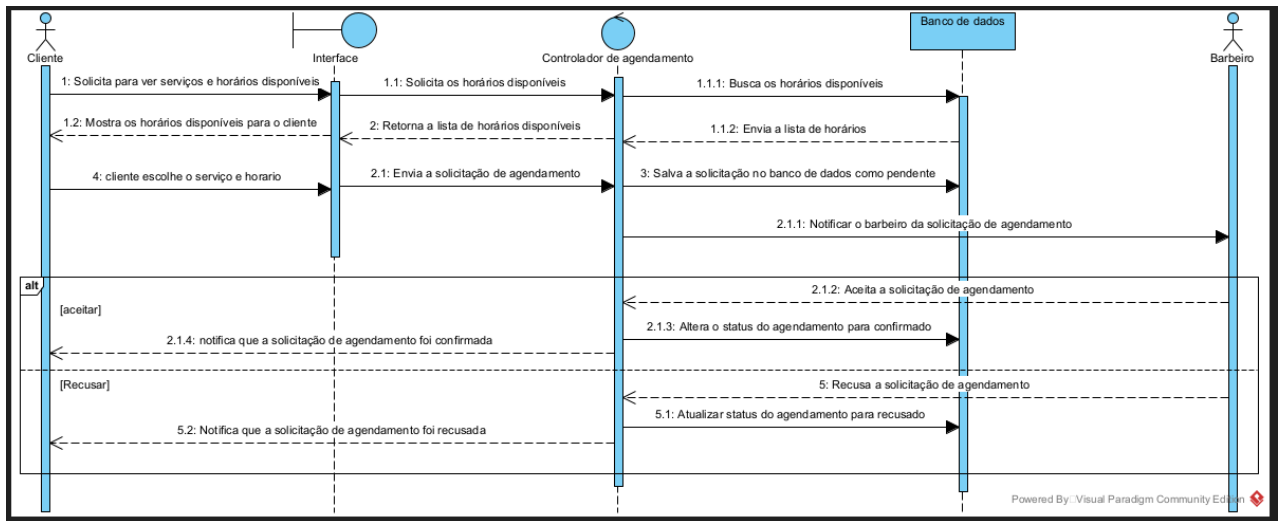 Cliente
Interface
Controlador de agendamento
Banco de dados
Barbeiro
1: Solicita para ver serviços e horários disponíveis
1.1: Solicita os horários disponíveis
1.1.1: Busca os horários disponíveis
1.2: Mostra os horários disponíveis para o cliente
2: Retorna a lista de horários disponíveis
1.1.2: Envia a lista de horários
4: cliente escolhe o serviço e horario
2.1: Envia a solicitação de agendamento
3: Salva a solicitação no banco de dados como pendente
2.1.1: Notificar o barbeiro da solicitação de agendamento
alt
2.1.2: Aceita a solicitação de agendamento
[aceitar]
2.1.3: Altera o status do agendamento para confirmado
2.1.4: notifica que a solicitação de agendamento foi confirmada
[Recusar]
5: Recusa a solicitação de agendamento
5.1: Atualizar status do agendamento para recusado
5.2: Notifica que a solicitação de agendamento foi recusada
Powered By Visual Paradigm Community Edition